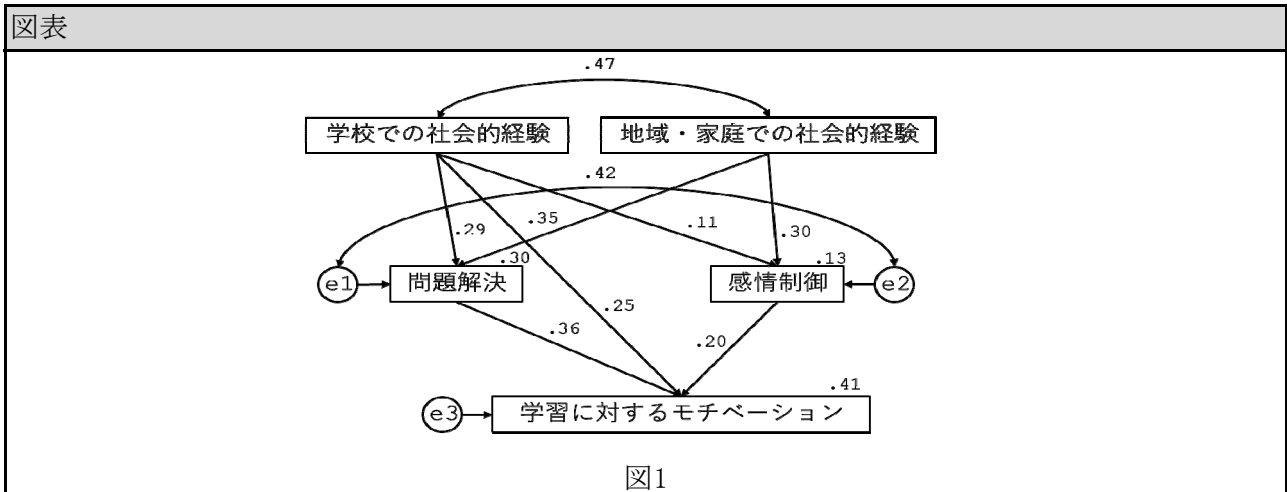 図表
.47
学校での社会的経験 地域・家庭での社会的経験
.42
.29 .35 .11 .30
.30 .13
e1 問題解決 感情制御 e2
.36 .25 .20
.41
e3 学習に対するモチベーション
図1